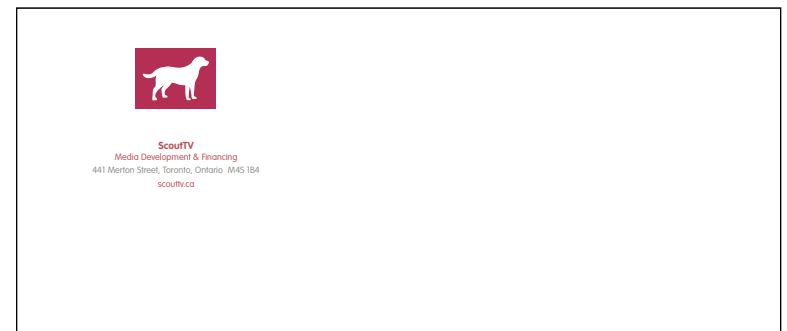 ScoutTV
Media Development & Financing
441 Merton Street, Toronto, Ontario  M4S 1B4
scouttv.ca